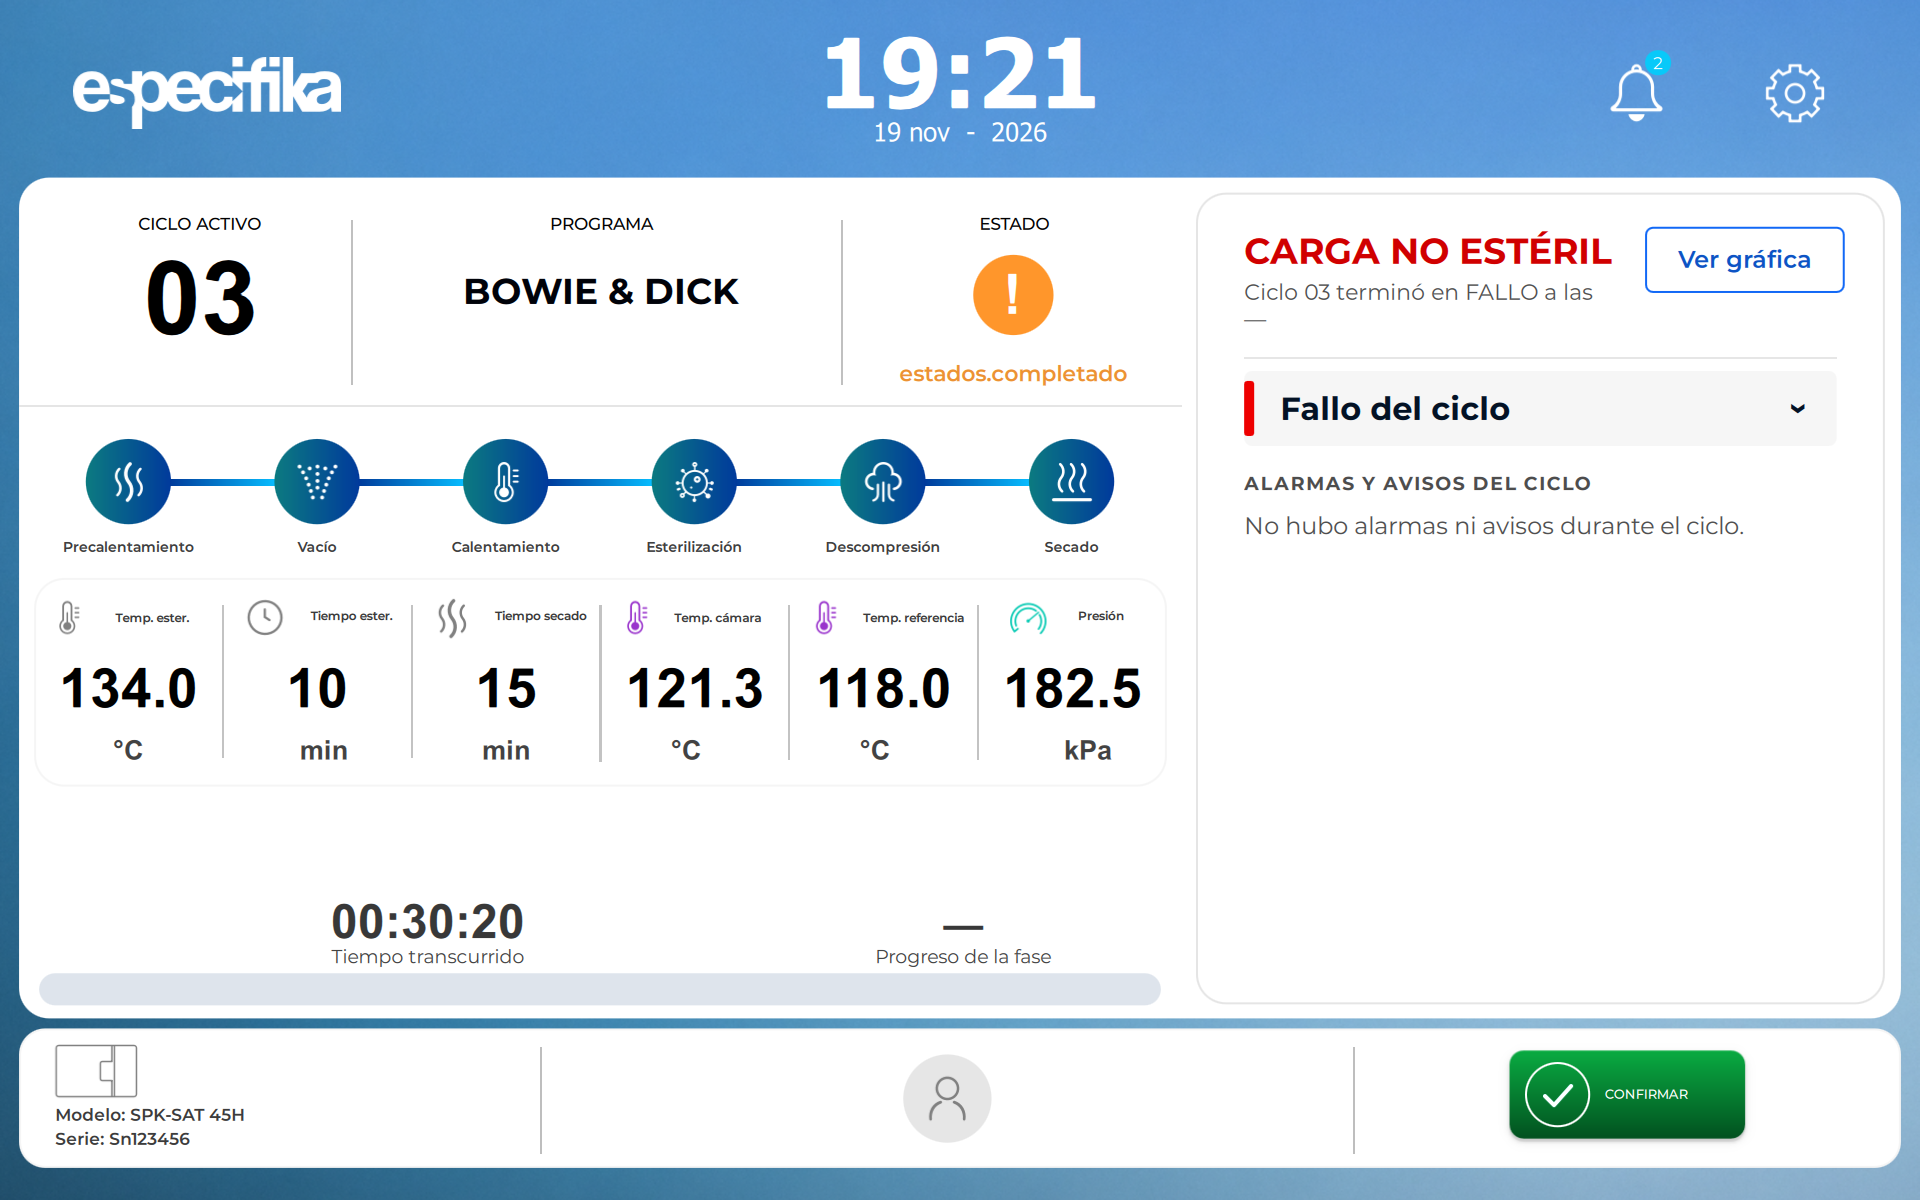 especifika
19:21
19 nov - 2026
2
CICLO ACTIVO
03
PROGRAMA
BOWIE & DICK
ESTADO
!
estados.completado
Precalentamiento
Vacío
Calentamiento
Esterilización
Descompresión
Secado
Temp. ester.
134.0
°C
Tiempo ester.
10
min
Tiempo secado
15
min
Temp. cámara
121.3
°C
Temp. referencia
118.0
°C
Presión
182.5
kPa
00:30:20
Tiempo transcurrido
—
Progreso de la fase
CARGA NO ESTÉRIL
Ciclo 03 terminó en FALLO a las
—
Ver gráfica
Fallo del ciclo
ALARMAS Y AVISOS DEL CICLO
No hubo alarmas ni avisos durante el ciclo.
Modelo: SPK-SAT 45H
Serie: Sn123456
CONFIRMAR